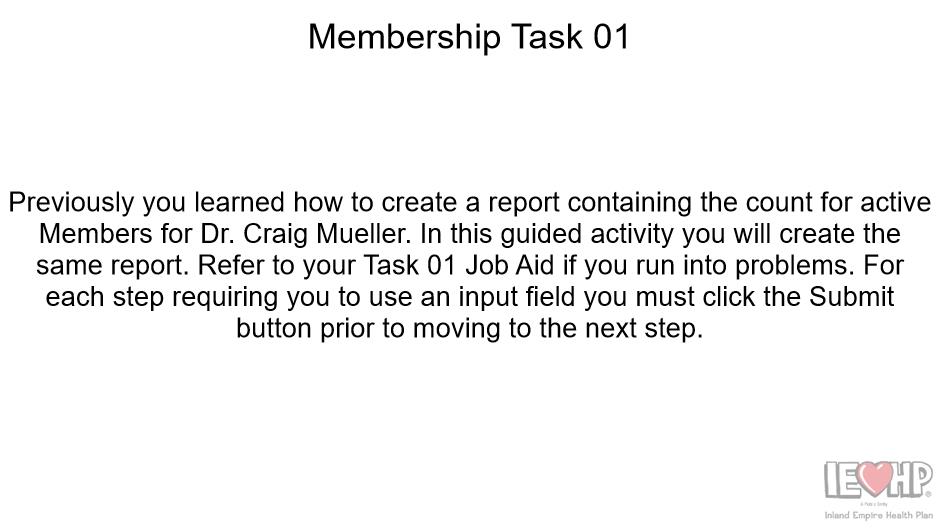 Membership Task 01
Previously you learned how to create a report containing the count for active
Members for Dr. Craig Mueller. In this guided activity you will create the
same report. Refer to your Task 01 Job Aid if you run into problems. For
each step requiring you to use an input field you must click the Submit
button prior to moving to the next step.
IEHP®
A Public Entity
Inland Empire Health Plan